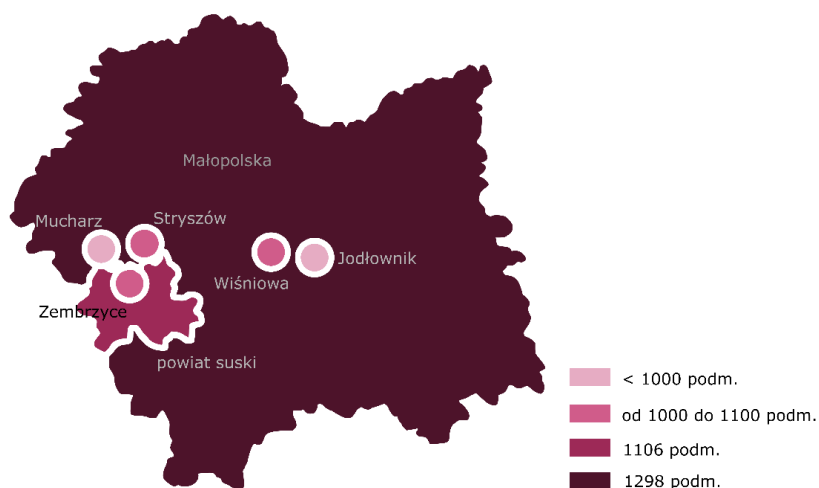 Małopolska
Stryszów
Mucharz
Jodłownik
Wiśniowa
Zembrzyce
powiat suski
< 1000 podm.
od 1000 do 1100 podm.
1106 podm.
1298 podm.